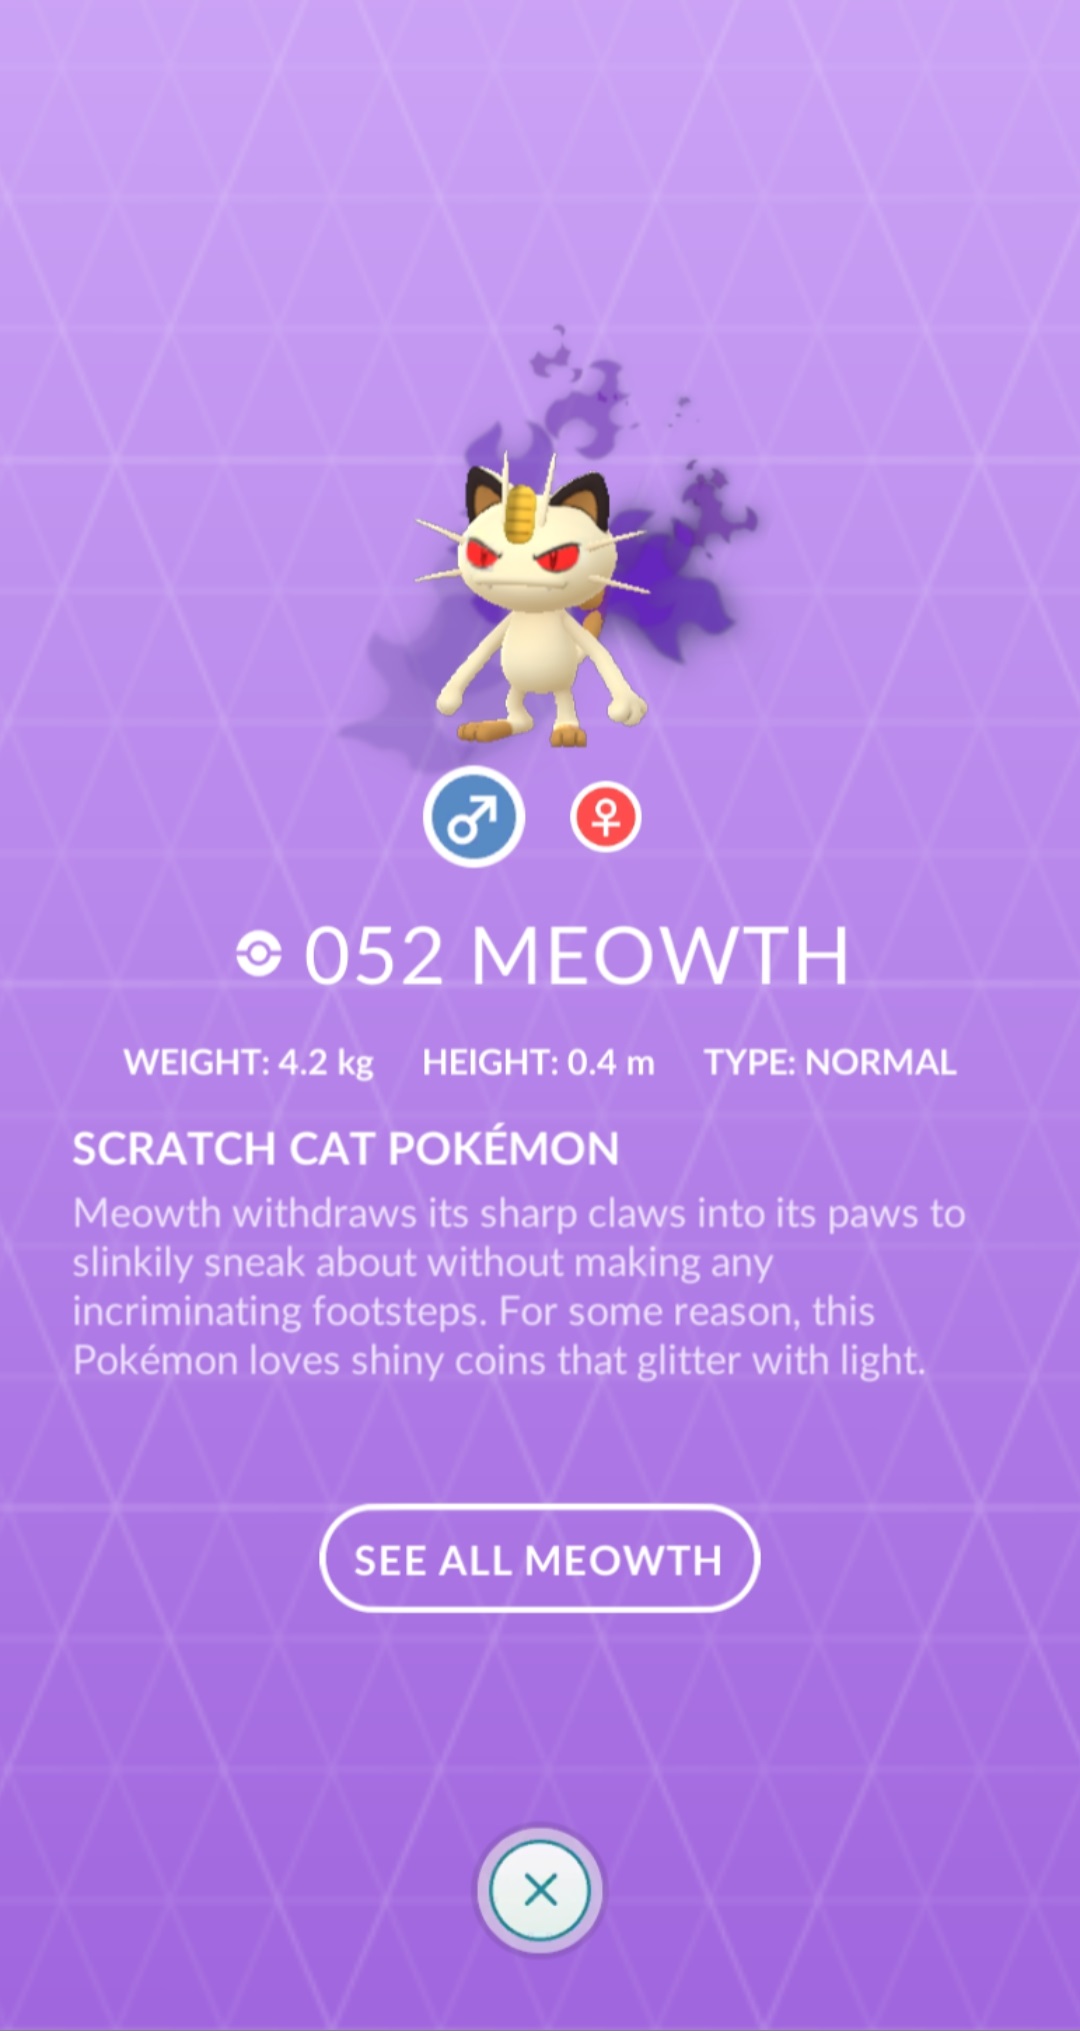 052 MEOWTH
WEIGHT: 4.2 kg HEIGHT: 0.4 m TYPE: NORMAL
SCRATCH CAT POKÉMON
Meowth withdraws its sharp claws into its paws to
slinkily sneak about without making any
incriminating footsteps. For some reason, this
Pokémon loves shiny coins that glitter with light.
SEE ALL MEOWTH